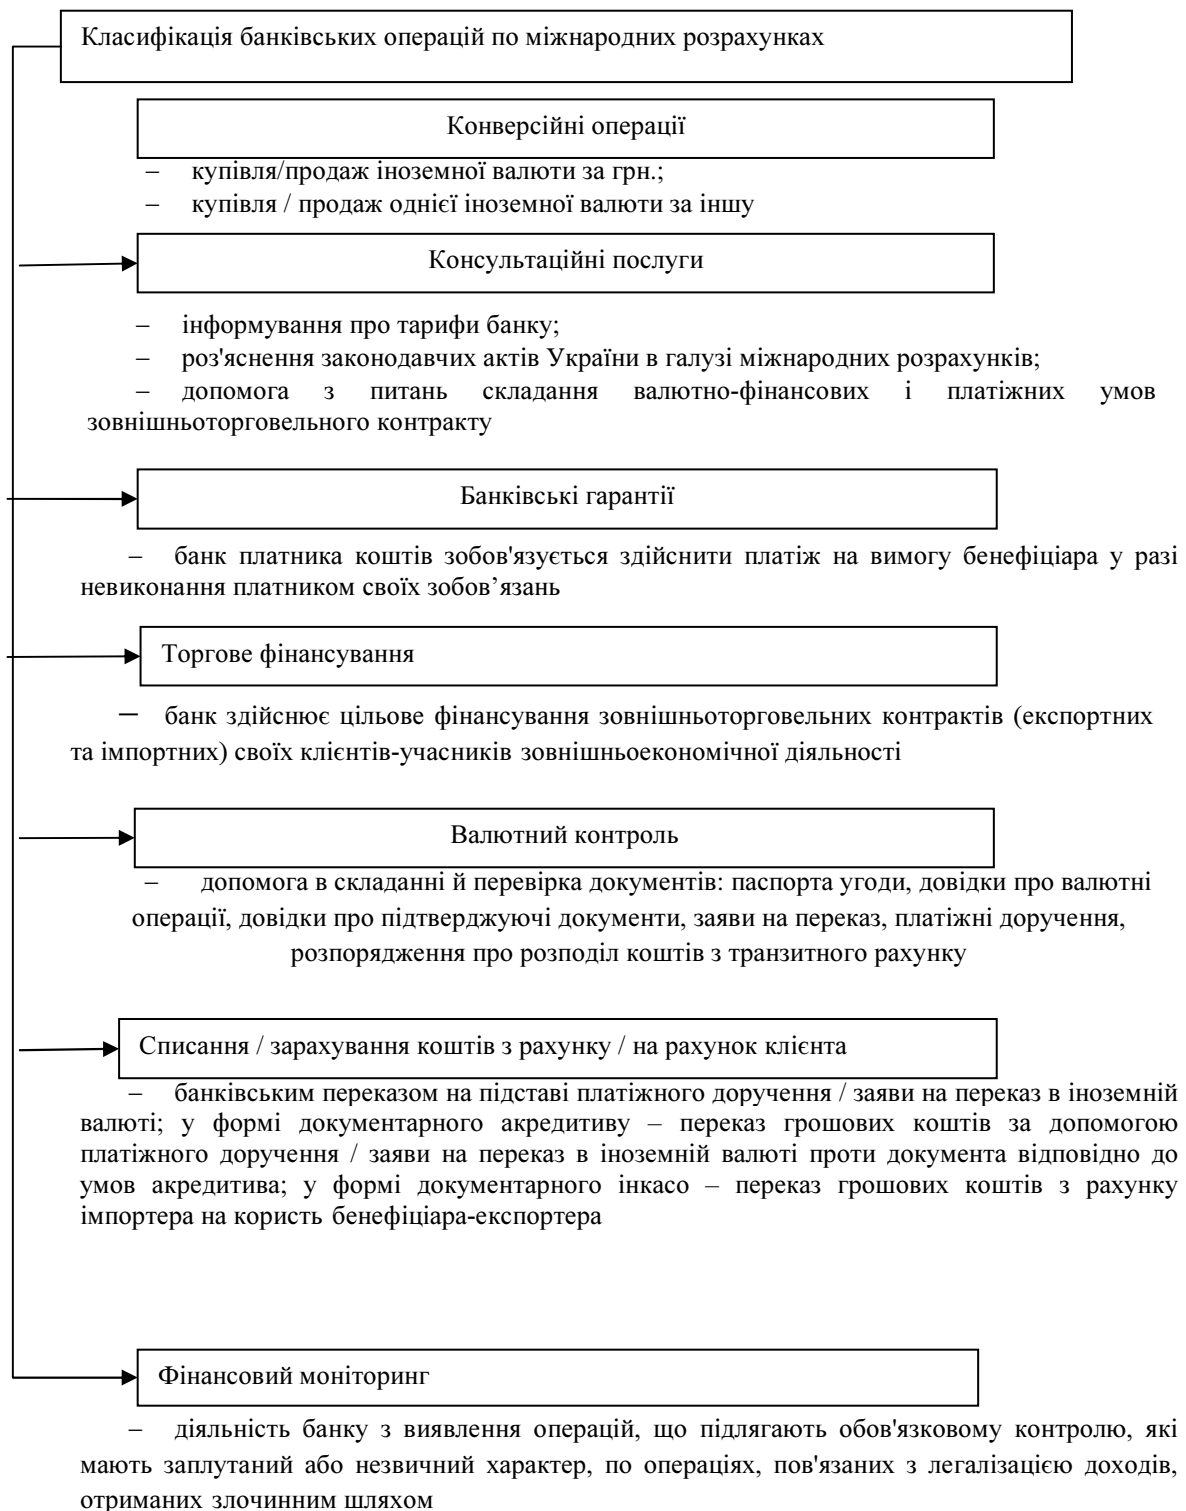 Класифікація банківських операцій по міжнародних розрахунках
Конверсійні операції
– купівля/продаж іноземної валюти за грн.;
– купівля / продаж однієї іноземної валюти за іншу
Консультаційні послуги
– інформування про тарифи банку;
– роз'яснення законодавчих актів України в галузі міжнародних розрахунків;
– допомога з питань складання валютно-фінансових і платіжних умов
зовнішньоторговельного контракту
Банківські гарантії
– банк платника коштів зобов'язується здійснити платіж на вимогу бенефіціара у разі
невиконання платником своїх зобов’язань
Торгове фінансування
– банк здійснює цільове фінансування зовнішньоторговельних контрактів (експортних
та імпортних) своїх клієнтів-учасників зовнішньоекономічної діяльності
Валютний контроль
– допомога в складанні й перевірка документів: паспорта угоди, довідки про валютні
операції, довідки про підтверджуючі документи, заяви на переказ, платіжні доручення,
розпорядження про розподіл коштів з транзитного рахунку
Списання / зарахування коштів з рахунку / на рахунок клієнта
– банківським переказом на підставі платіжного доручення / заяви на переказ в іноземній
валюті; у формі документарного акредитиву – переказ грошових коштів за допомогою
платіжного доручення / заяви на переказ в іноземній валюті проти документа відповідно до
умов акредитива; у формі документарного інкасо – переказ грошових коштів з рахунку
імпортера на користь бенефіціара-експортера
Фінансовий моніторинг
– діяльність банку з виявлення операцій, що підлягають обов'язковому контролю, які
мають заплутаний або незвичний характер, по операціях, пов'язаних з легалізацією доходів,
отриманих злочинним шляхом